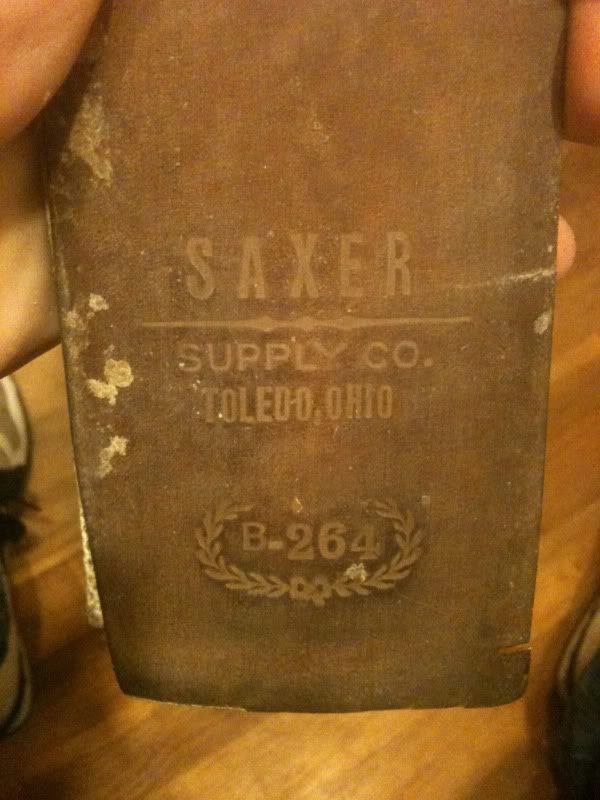 SAXER
SUPPLY CO.
TOLEDO, OHIO
B-264